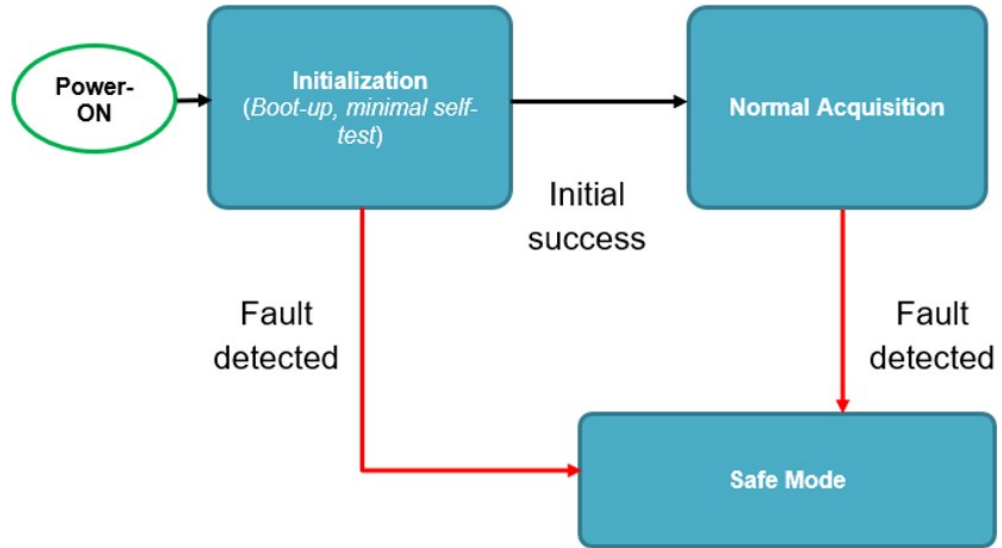 Power-
ON
Initialization
(Boot-up, minimal self-
test)
Normal Acquisition
Initial
success
Fault
detected
Fault
detected
Safe Mode